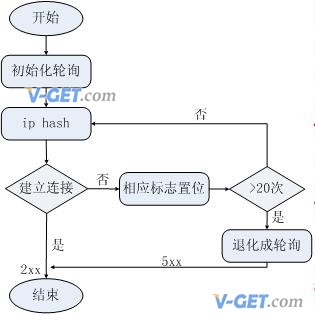 开始
初始化轮询
V-GET.com
ip hash
否
建立连接
否
相应标志置位
>20次
是
是
退化成轮询
5xx
2xx
结束
V-GET.com